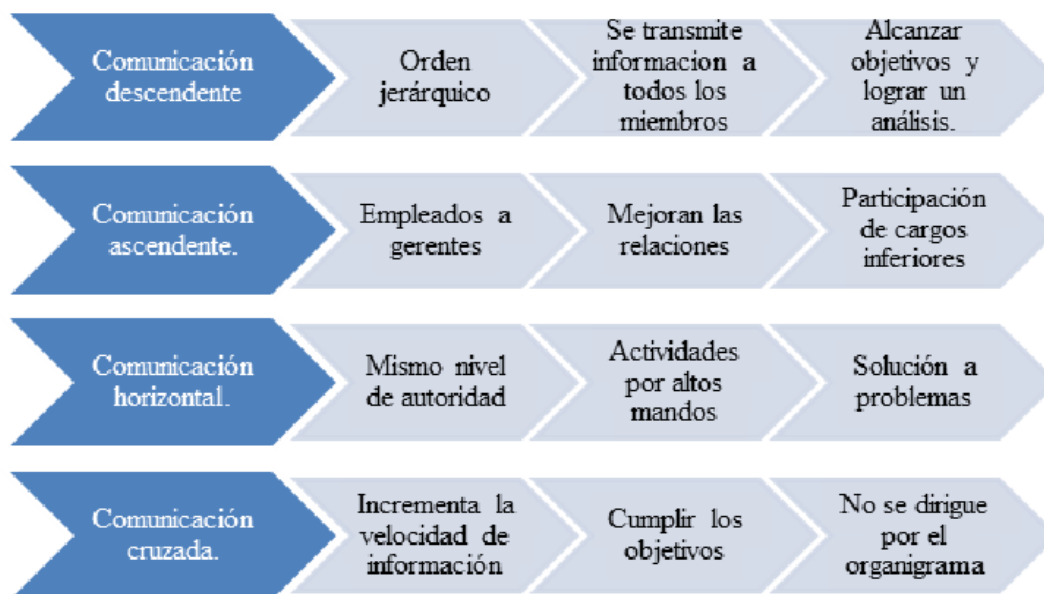 Comunicación
descendente
Orden
jerárquico
Se transmite
informacion a
todos los
miembros
Alcanzar
objetivos y
lograr un
análisis.
Comunicación
ascendente.
Empleados a
gerentes
Mejoran las
relaciones
Participación
de cargos
inferiores
Comunicación
horizontal.
Mismo nivel
de autoridad
Actividades
por altos
mandos
Solución a
problemas
Comunicación
cruzada.
Incrementa la
velocidad de
información
Cumplir los
objetivos
No se dirigue
por el
organigrama